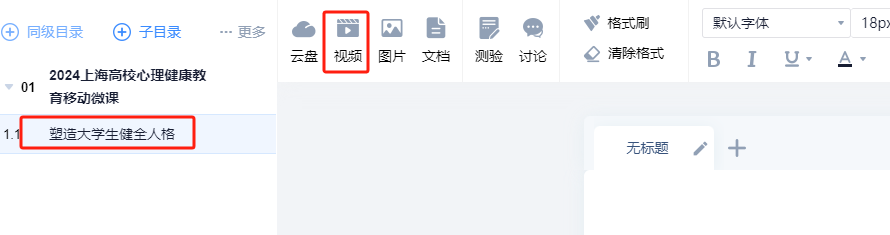 同级目录 子目录 ··· 更多
01 2024上海高校心理健康教
育移动微课
1.1 塑造大学生健全人格
云盘 视频 图片 文档 测验 讨论
格式刷
清除格式
默认字体 18px
B I U A
无标题